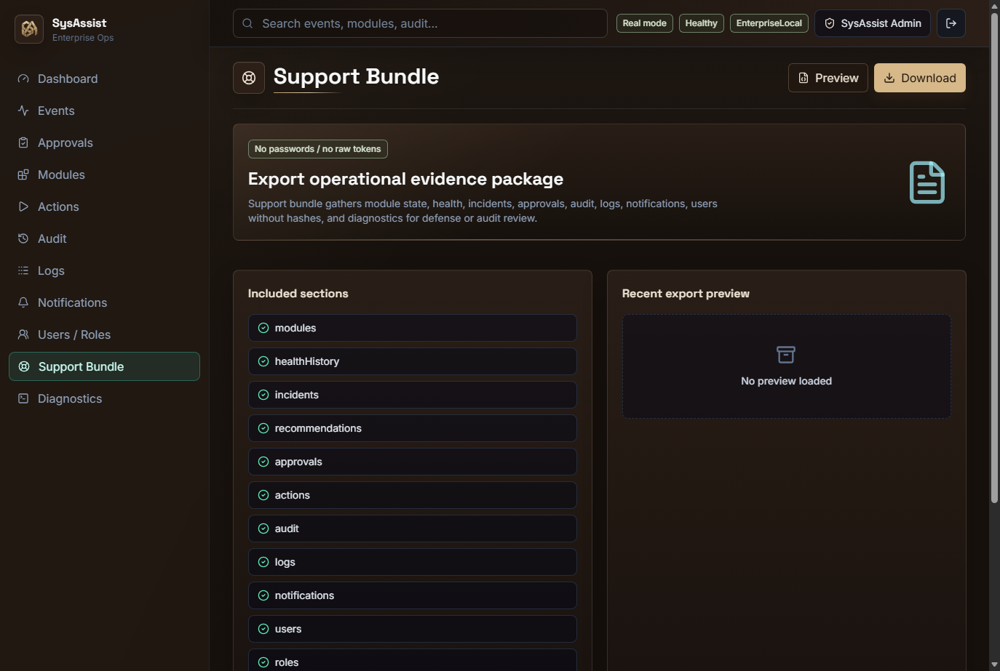 SysAssist
Enterprise Ops
Search events, modules, audit...
Real mode
Healthy
EnterpriseLocal
SysAssist Admin
Dashboard
Events
Approvals
Modules
Actions
Audit
Logs
Notifications
Users / Roles
Support Bundle
Diagnostics
Support Bundle
Preview
Download
No passwords / no raw tokens
Export operational evidence package
Support bundle gathers module state, health, incidents, approvals, audit, logs, notifications, users
without hashes, and diagnostics for defense or audit review.
Included sections
modules
healthHistory
incidents
recommendations
approvals
actions
audit
logs
notifications
users
roles
Recent export preview
No preview loaded